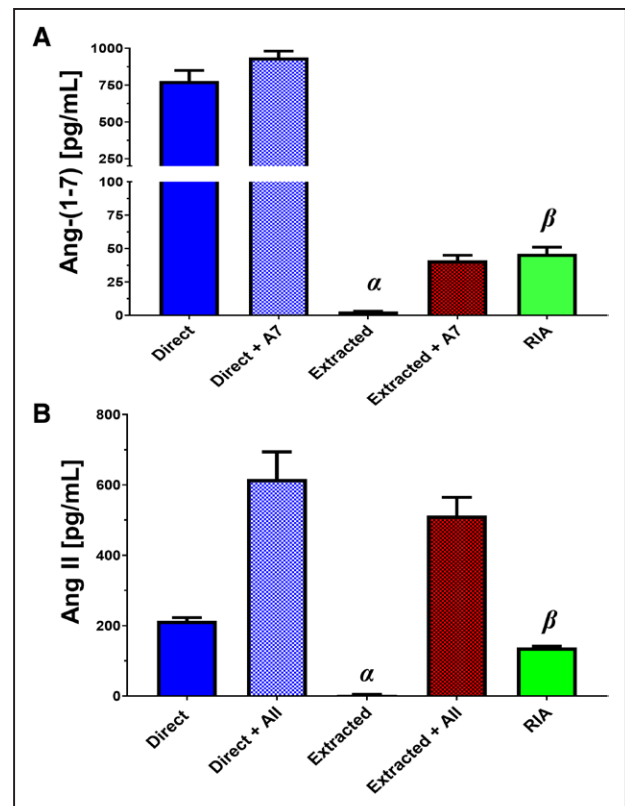 A
Ang-(1-7) [pg/mL]
1000
750
500
250
100
75
50
25
0
α
β
Direct
Direct + A7
Extracted
Extracted + A7
RIA
B
Ang II [pg/mL]
800
600
400
200
0
α
β
Direct
Direct + AII
Extracted
Extracted + AII
RIA